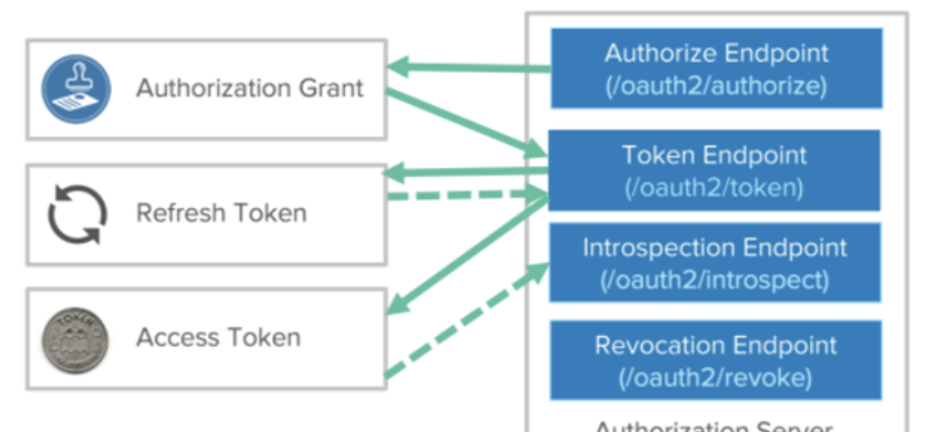 Authorization Grant
Refresh Token
Access Token
TOKEN
Authorize Endpoint
(/oauth2/authorize)
Token Endpoint
(/oauth2/token)
Introspection Endpoint
(/oauth2/introspect)
Revocation Endpoint
(/oauth2/revoke)
Authorization Server